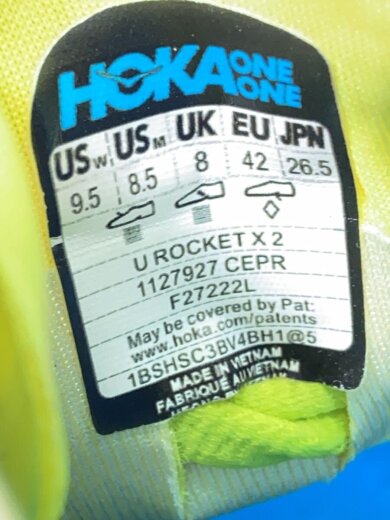 HOKA ONE ONE
US W US M UK EU JPN
9.5 8.5 8 42 26.5
U ROCKET X 2
1127927 CEPR
F27222L
May be covered by Pat:
www.hoka.com/patents
1BSHSC3BV4BH1@5
MADE IN VIETNAM
FABRIQUE AU VIETNAM